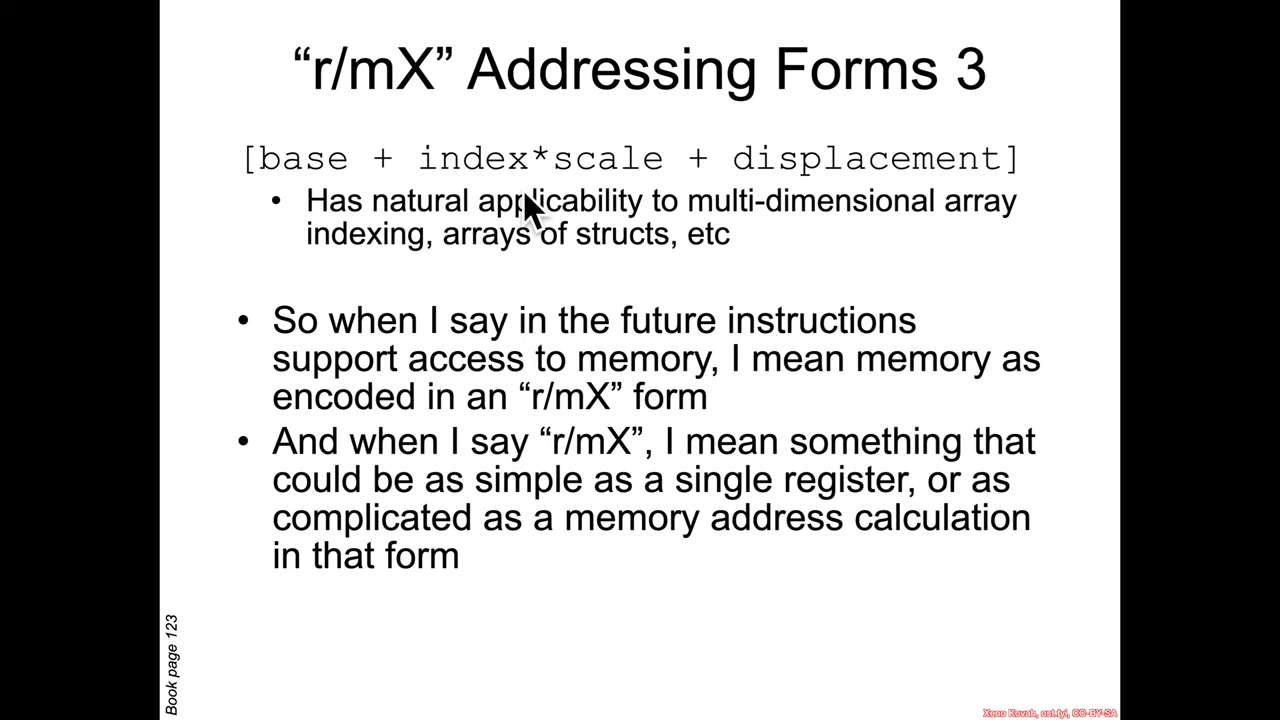 “r/mX” Addressing Forms 3
[base + index*scale + displacement]
• Has natural applicability to multi-dimensional array
indexing, arrays of structs, etc
• So when I say in the future instructions
support access to memory, I mean memory as
encoded in an “r/mX” form
• And when I say “r/mX”, I mean something that
could be as simple as a single register, or as
complicated as a memory address calculation
in that form
Book page 123
Xeno Kovah, ost.fyi, CC-BY-SA